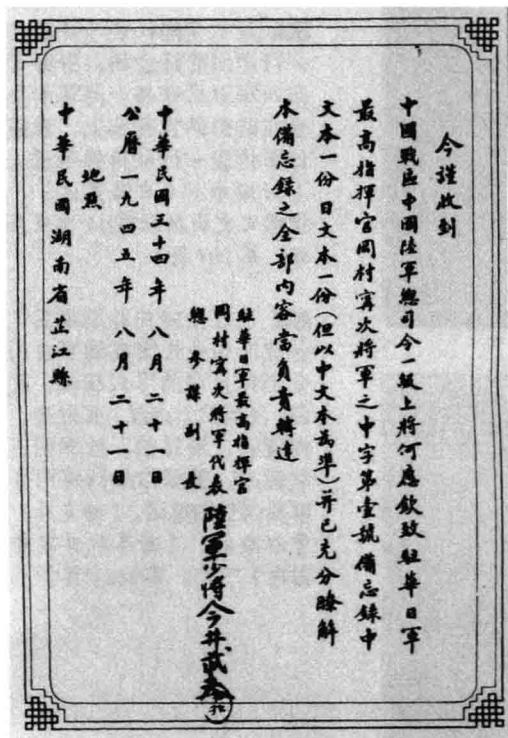 今謹收到
中國戰區中國陸軍總司令一級上將何應欽致駐華日軍
最高指揮官岡村寧次將軍之中字第壹號備忘錄中
文本一份日文本一份(但以中文本為準)并已充分瞭解
本備忘錄之全部內容當負責轉達
駐華日軍最高指揮官
岡村寧次將軍代表
總參謀副長
陸軍少將今井武夫
中華民國三十四年八月二十一日
公曆一九四五年八月二十一日
地點
中華民國湖南省芷江縣